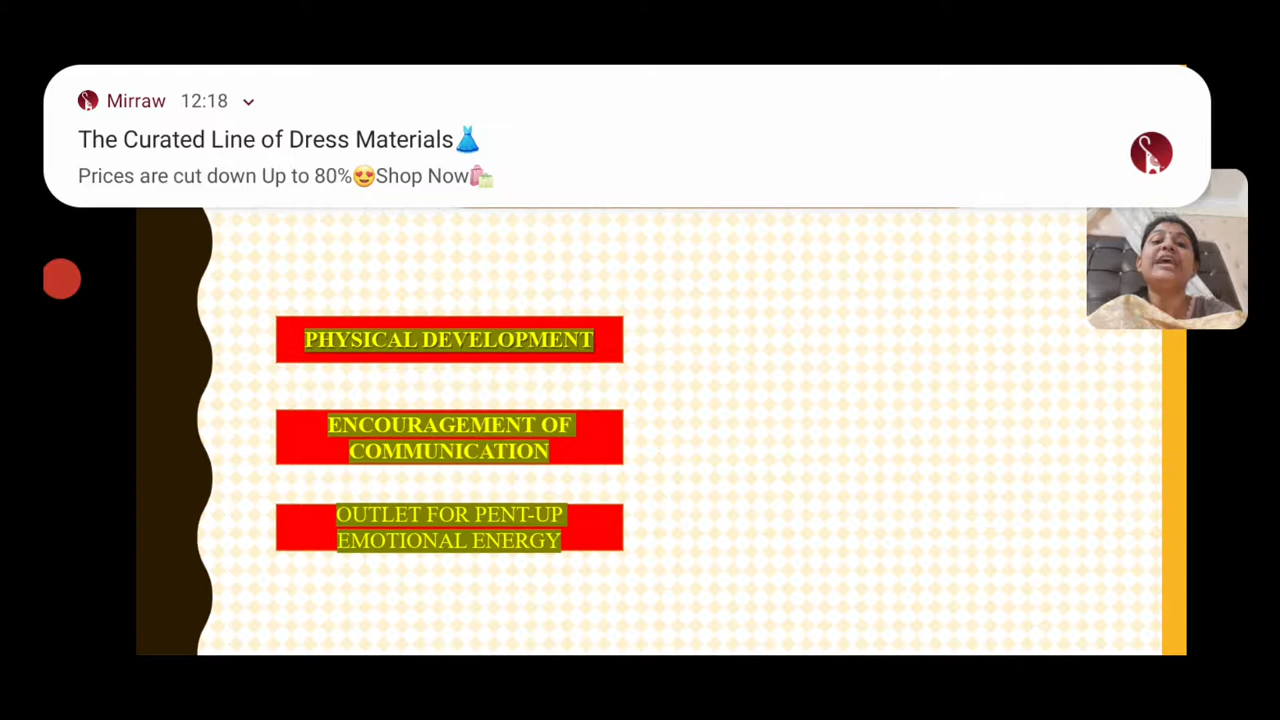 Mirraw 12:18
The Curated Line of Dress Materials👗
Prices are cut down Up to 80%😍Shop Now🛍️
PHYSICAL DEVELOPMENT
ENCOURAGEMENT OF
COMMUNICATION
OUTLET FOR PENT-UP
EMOTIONAL ENERGY